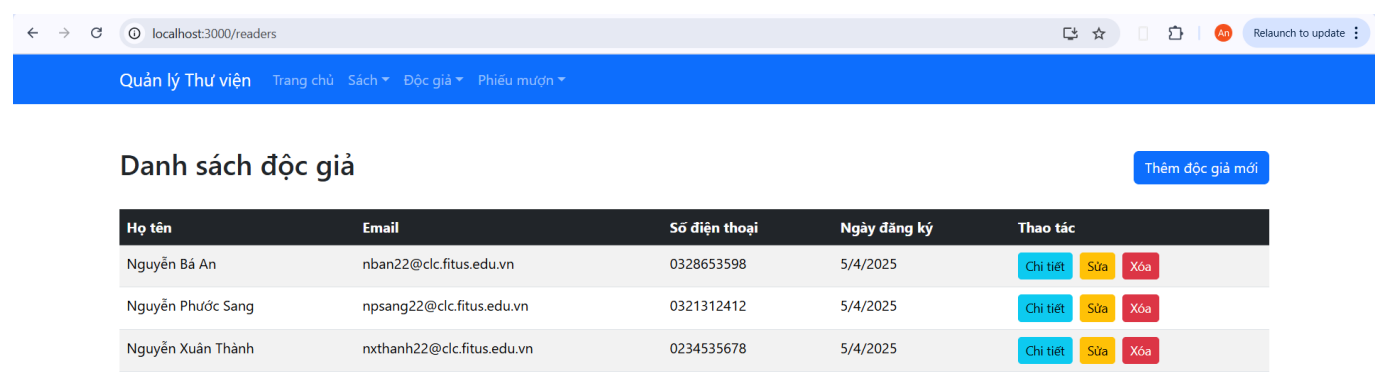 localhost:3000/readers An Relaunch to update
Quản lý Thư viện Trang chủ Sách Độc giả Phiếu mượn
Danh sách độc giả Thêm độc giả mới
Họ tên Email Số điện thoại Ngày đăng ký Thao tác
Nguyễn Bá An nban22@clc.fitus.edu.vn 0328653598 5/4/2025 Chi tiết Sửa Xóa
Nguyễn Phước Sang npsang22@clc.fitus.edu.vn 0321312412 5/4/2025 Chi tiết Sửa Xóa
Nguyễn Xuân Thành nxthanh22@clc.fitus.edu.vn 0234535678 5/4/2025 Chi tiết Sửa Xóa